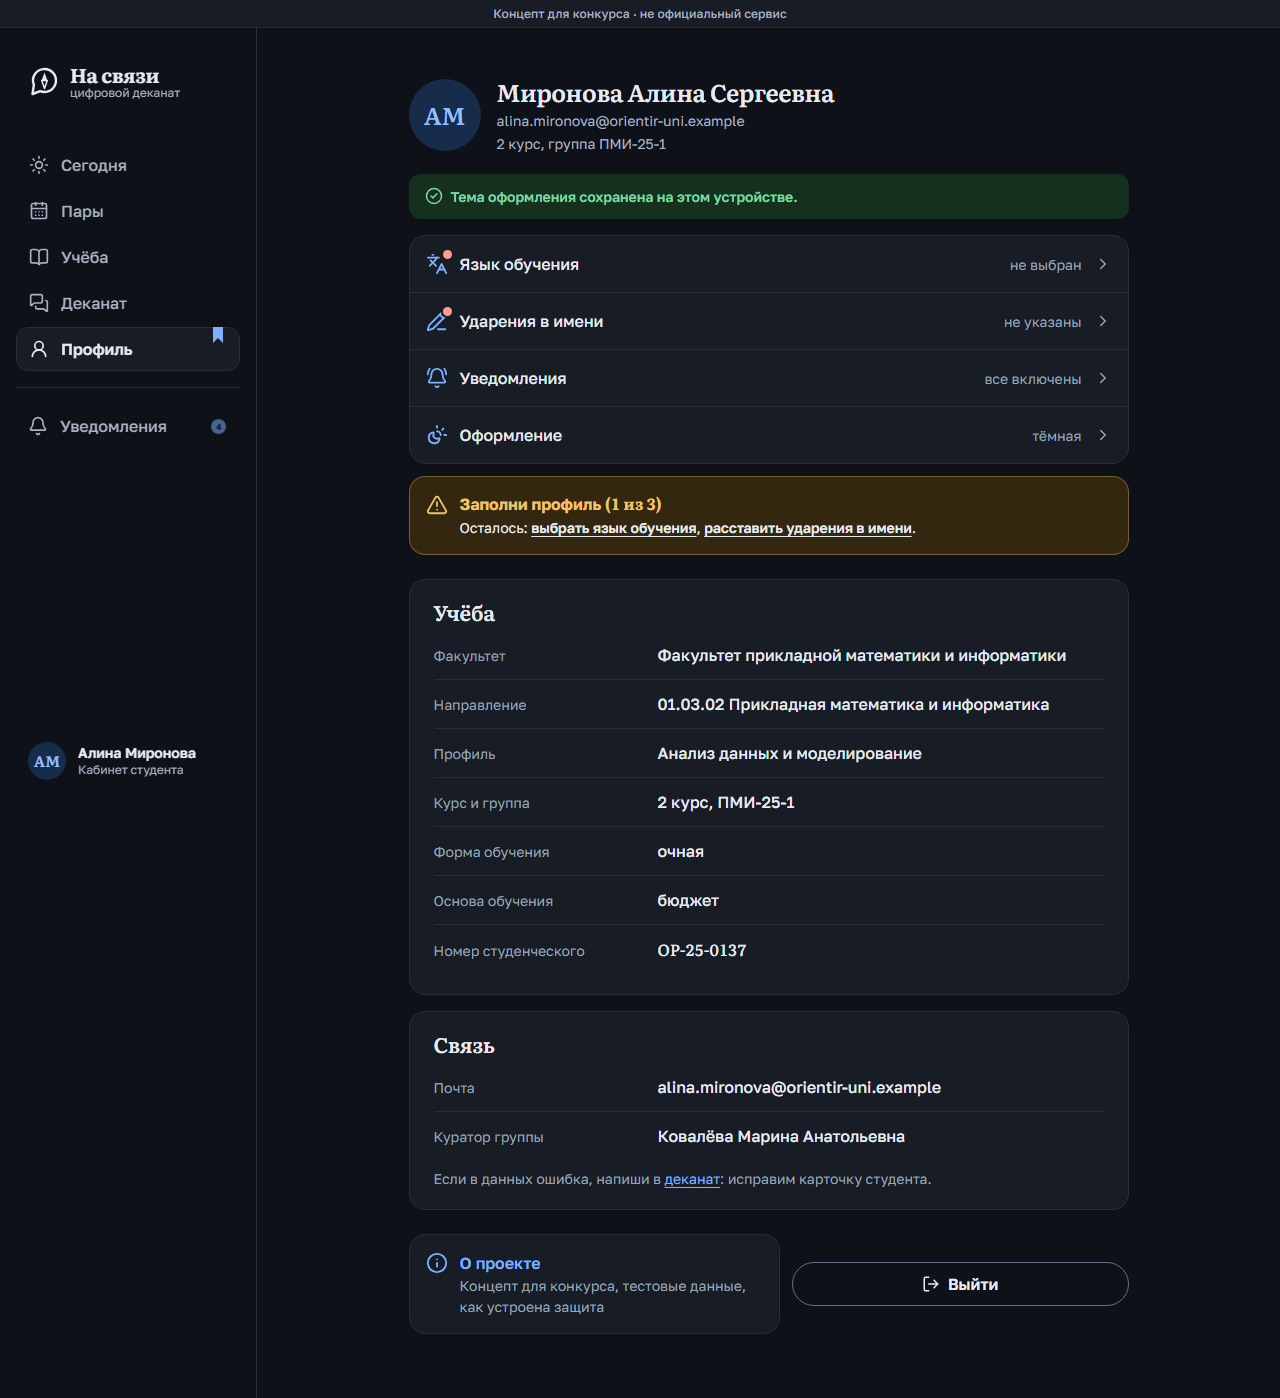 Концепт для конкурса · не официальный сервис
На связи
цифровой деканат
Сегодня
Пары
Учёба
Деканат
Профиль
Уведомления
4
АМ
Алина Миронова
Кабинет студента
АМ
Миронова Алина Сергеевна
alina.mironova@orientir-uni.example
2 курс, группа ПМИ-25-1
Тема оформления сохранена на этом устройстве.
Язык обучения
не выбран
Ударения в имени
не указаны
Уведомления
все включены
Оформление
тёмная
Заполни профиль (1 из 3)
Осталось: выбрать язык обучения, расставить ударения в имени.
Учёба
Факультет
Факультет прикладной математики и информатики
Направление
01.03.02 Прикладная математика и информатика
Профиль
Анализ данных и моделирование
Курс и группа
2 курс, ПМИ-25-1
Форма обучения
очная
Основа обучения
бюджет
Номер студенческого
ОР-25-0137
Связь
Почта
alina.mironova@orientir-uni.example
Куратор группы
Ковалёва Марина Анатольевна
Если в данных ошибка, напиши в деканат: исправим карточку студента.
О проекте
Концепт для конкурса, тестовые данные,
как устроена защита
Выйти